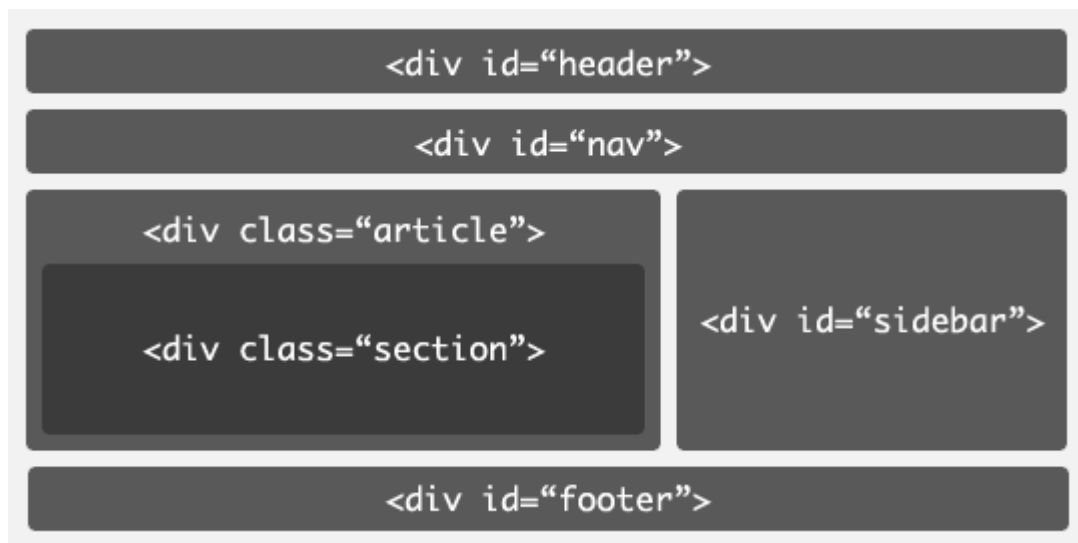 <div id=“header”>
<div id=“nav”>
<div class=“article”>
<div class=“section”>
<div id=“sidebar”>
<div id=“footer”>